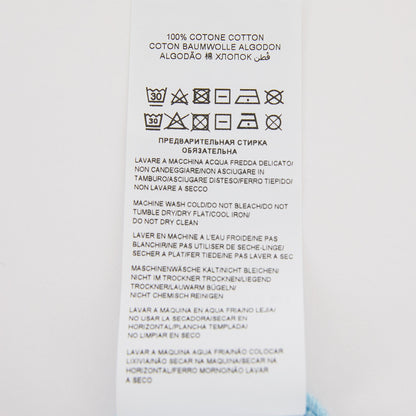 100% COTONE COTTON
COTON BAUMWOLLE ALGODON
ALGODÃO 棉 ХЛОПОК قطن
30
30
ПРЕДВАРИТЕЛЬНАЯ СТИРКА
ОБЯЗАТЕЛЬНА
LAVARE A MACCHINA ACQUA FREDDA DELICATO/
NON CANDEGGIARE/NON ASCIUGARE IN
TAMBURO/ASCIUGARE DISTESO/FERRO TIEPIDO/
NON LAVARE A SECCO
MACHINE WASH COLD/DO NOT BLEACH/DO NOT
TUMBLE DRY/DRY FLAT/COOL IRON/
DO NOT DRY CLEAN
LAVER EN MACHINE A L'EAU FROIDE/NE PAS
BLANCHIR/NE PAS UTILISER DE SECHE-LINGE/
SECHER A PLAT/FER TIEDE/NE PAS LAVER A SEC
MASCHINENWÄSCHE KALT/NICHT BLEICHEN/
NICHT IM TROCKNER TROCKNEN/LIEGEND
TROCKNEN/LAUWARM BÜGELN/
NICHT CHEMISCH REINIGEN
LAVAR A MAQUINA EN AQUA FRIA/NO LEJIA/
NO USAR LA SECADORA/SECAR EN
HORIZONTAL/PLANCHA TEMPLADA/
NO LIMPIAR EN SECO
LAVAR A MAQUINA AGUA FRIA/NÃO COLOCAR
LIXIVIA/NÃO SECAR NA MAQUINA/SECAR NA
HORIZONTAL/FERRO MORNO/NÃO LAVAR
A SECO